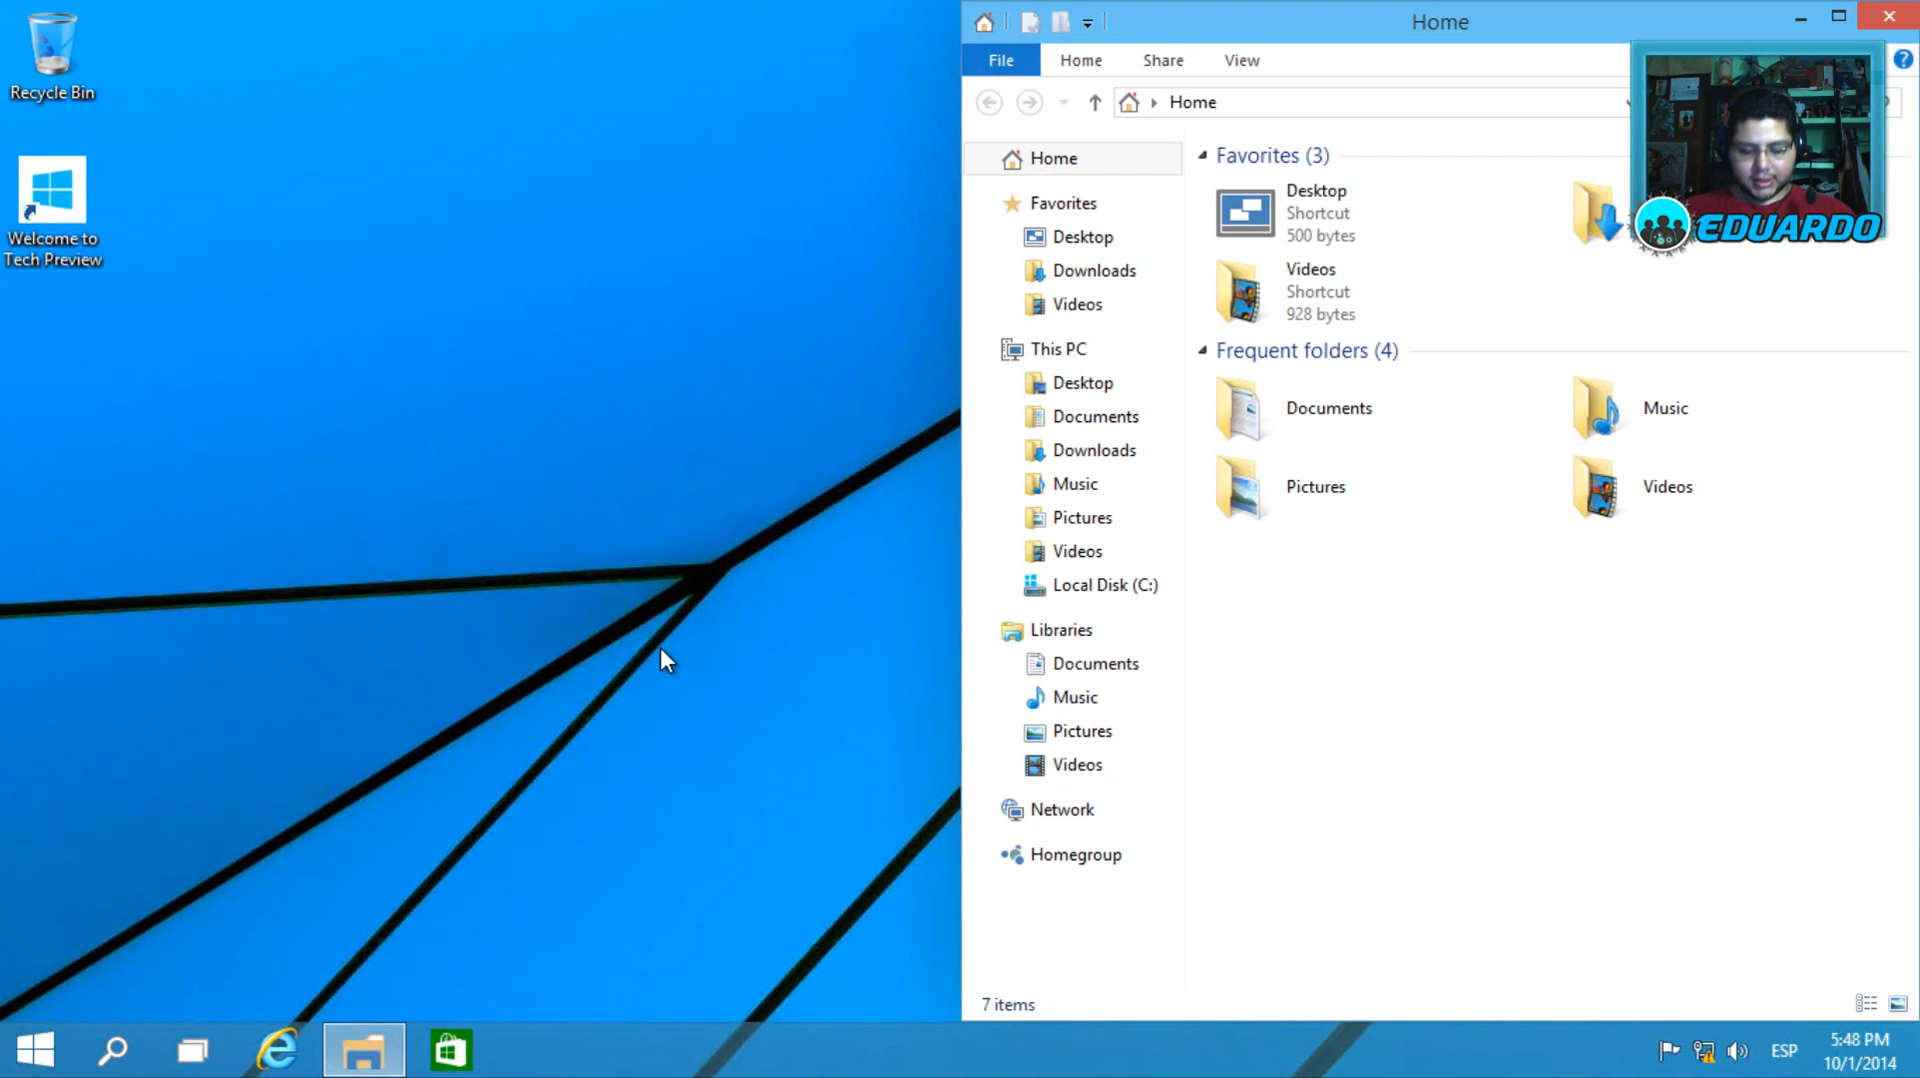 Recycle Bin
Welcome to
Tech Preview
Home
File
Home
Share
View
Home
EDUARDO
Home
Favorites
Desktop
Downloads
Videos
This PC
Desktop
Documents
Downloads
Music
Pictures
Videos
Local Disk (C:)
Libraries
Documents
Music
Pictures
Videos
Network
Homegroup
Favorites (3)
Desktop
Shortcut
500 bytes
Videos
Shortcut
928 bytes
Frequent folders (4)
Documents
Music
Pictures
Videos
7 items
ESP
5:48 PM
10/1/2014